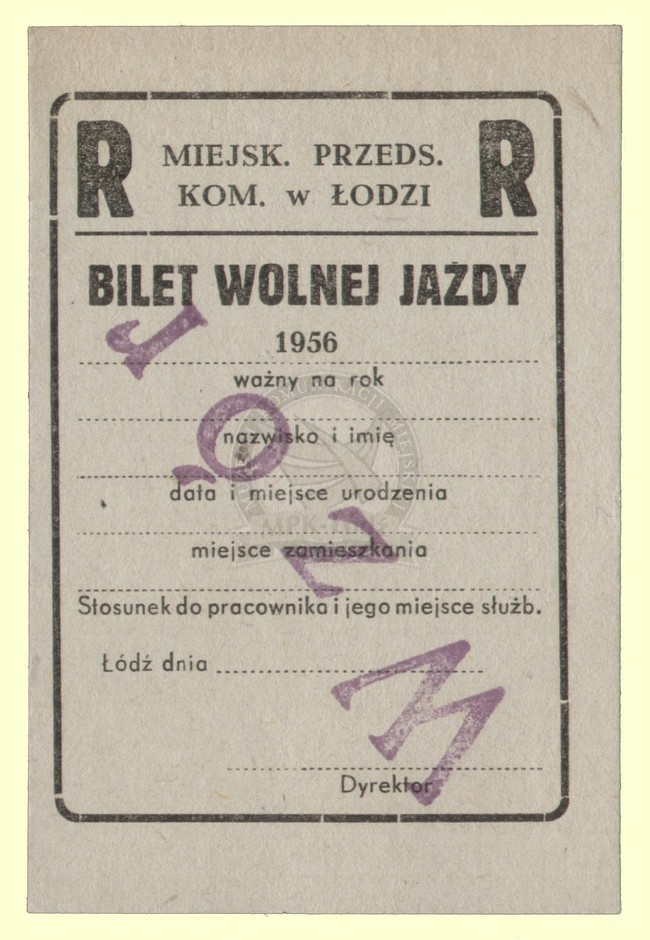 R MIEJSK. PRZEDS. R
KOM. w ŁODZI
BILET WOLNEJ JAZDY
1956
ważny na rok
nazwisko i imię
data i miejsce urodzenia
miejsce zamieszkania
Stosunek do pracownika i jego miejsce służb.
Łódź dnia
Dyrektor
WZÓR